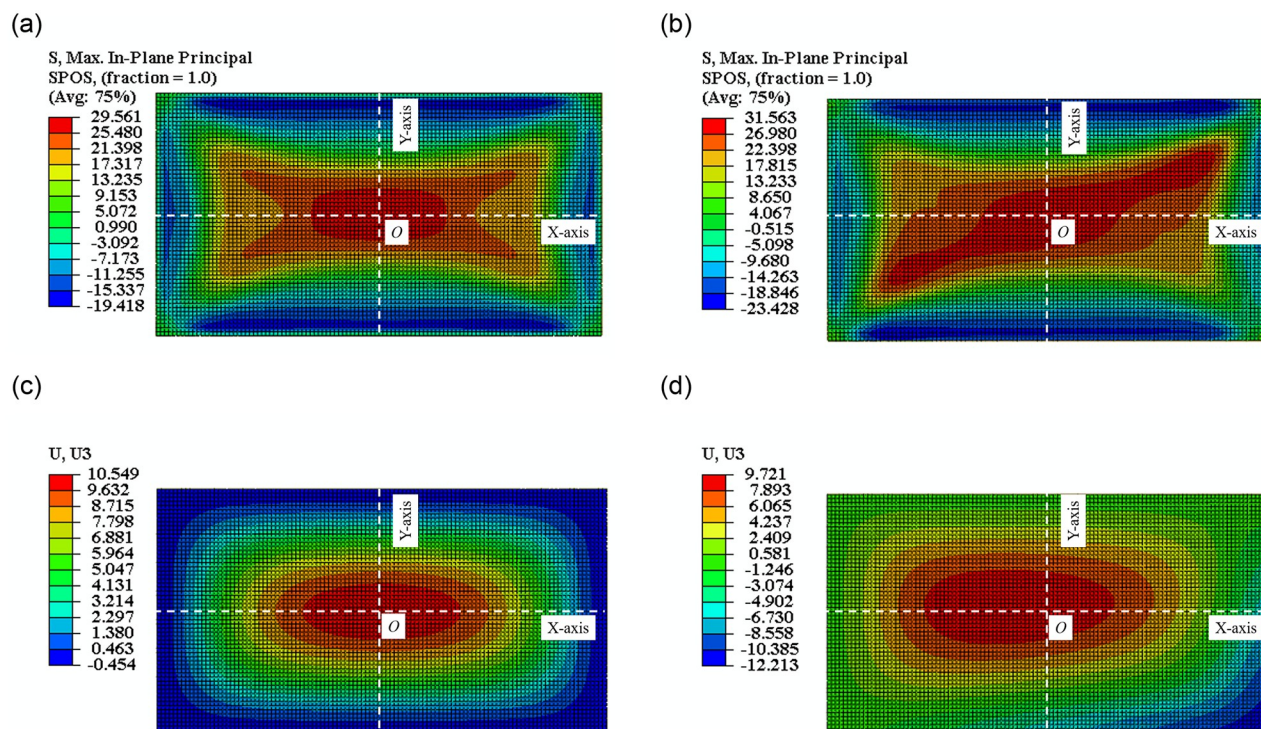 (a)
S, Max. In-Plane Principal
SPOS, (fraction = 1.0)
(Avg: 75%)
29.561
25.480
21.398
17.317
13.235
9.153
5.072
0.990
-3.092
-7.173
-11.255
-15.337
-19.418
Y-axis
O
X-axis
(b)
S, Max. In-Plane Principal
SPOS, (fraction = 1.0)
(Avg: 75%)
31.563
26.980
22.398
17.815
13.233
8.650
4.067
-0.515
-5.098
-9.680
-14.263
-18.846
-23.428
Y-axis
O
X-axis
(c)
U, U3
10.549
9.632
8.715
7.798
6.881
5.964
5.047
4.131
3.214
2.297
1.380
0.463
-0.454
Y-axis
O
X-axis
(d)
U, U3
9.721
7.893
6.065
4.237
2.409
0.581
-1.246
-3.074
-4.902
-6.730
-8.558
-10.385
-12.213
Y-axis
O
X-axis